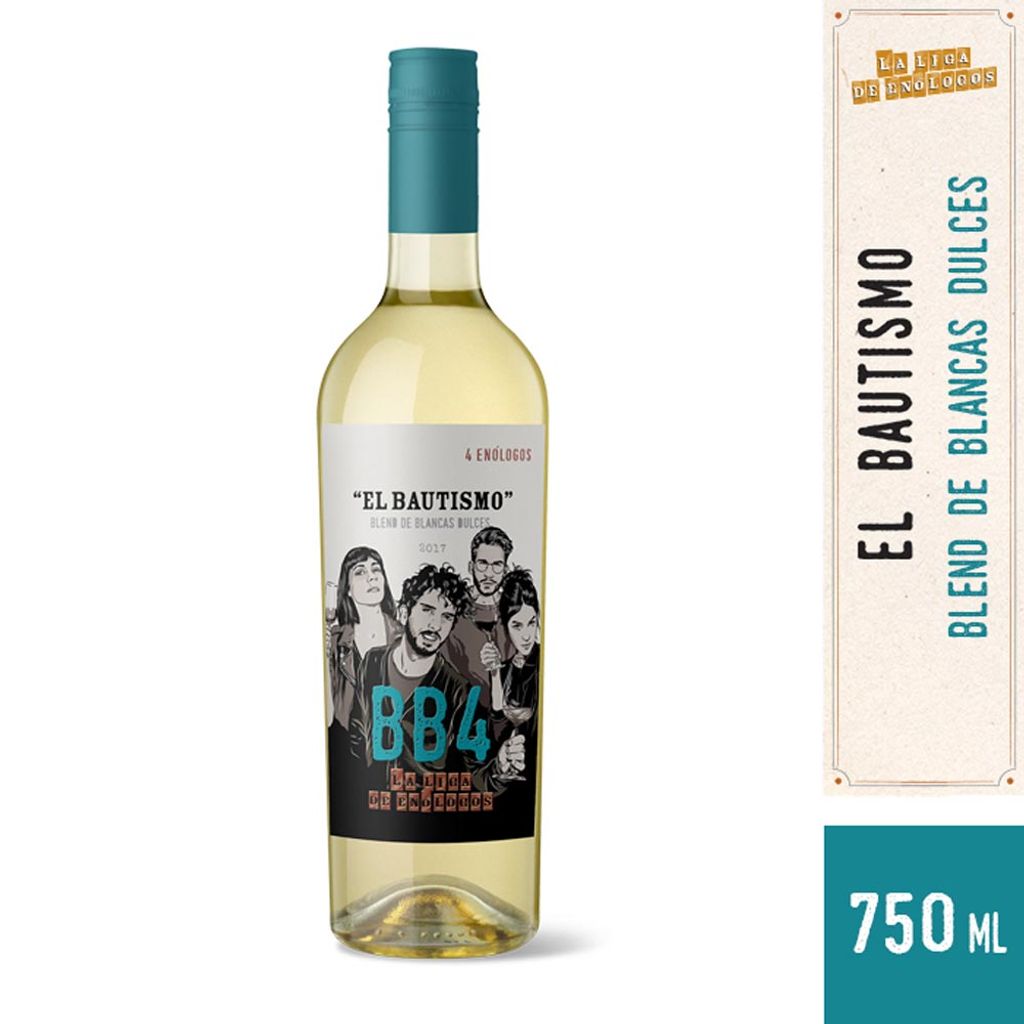 4 ENÓLOGOS
“EL BAUTISMO”
BLEND DE BLANCAS DULCES
2017
BB4
LA LIGA
DE ENÓLOGOS
LA LIGA
DE ENÓLOGOS
EL BAUTISMO
BLEND DE BLANCAS DULCES
750 ML